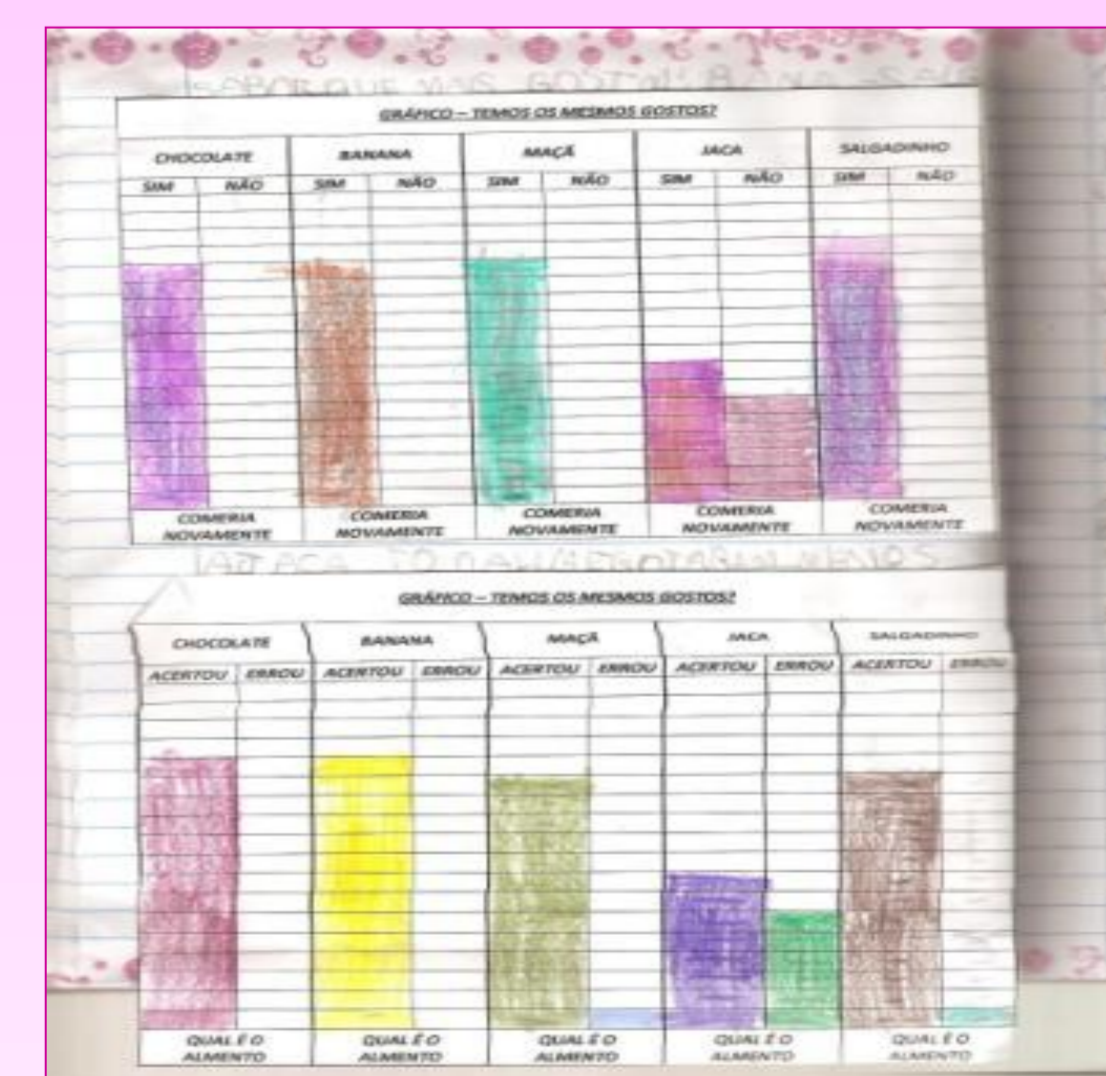 GRÁFICO – TEMOS OS MESMOS GOSTOS?
CHOCOLATE BANANA MAÇÃ JACA SALGADINHO
SIM NÃO SIM NÃO SIM NÃO SIM NÃO SIM NÃO
COMERIA NOVAMENTE COMERIA NOVAMENTE COMERIA NOVAMENTE COMERIA NOVAMENTE COMERIA NOVAMENTE
GRÁFICO – TEMOS OS MESMOS GOSTOS?
CHOCOLATE BANANA MAÇÃ JACA SALGADINHO
ACERTOU ERROU ACERTOU ERROU ACERTOU ERROU ACERTOU ERROU ACERTOU ERROU
QUAL É O ALIMENTO QUAL É O ALIMENTO QUAL É O ALIMENTO QUAL É O ALIMENTO QUAL É O ALIMENTO